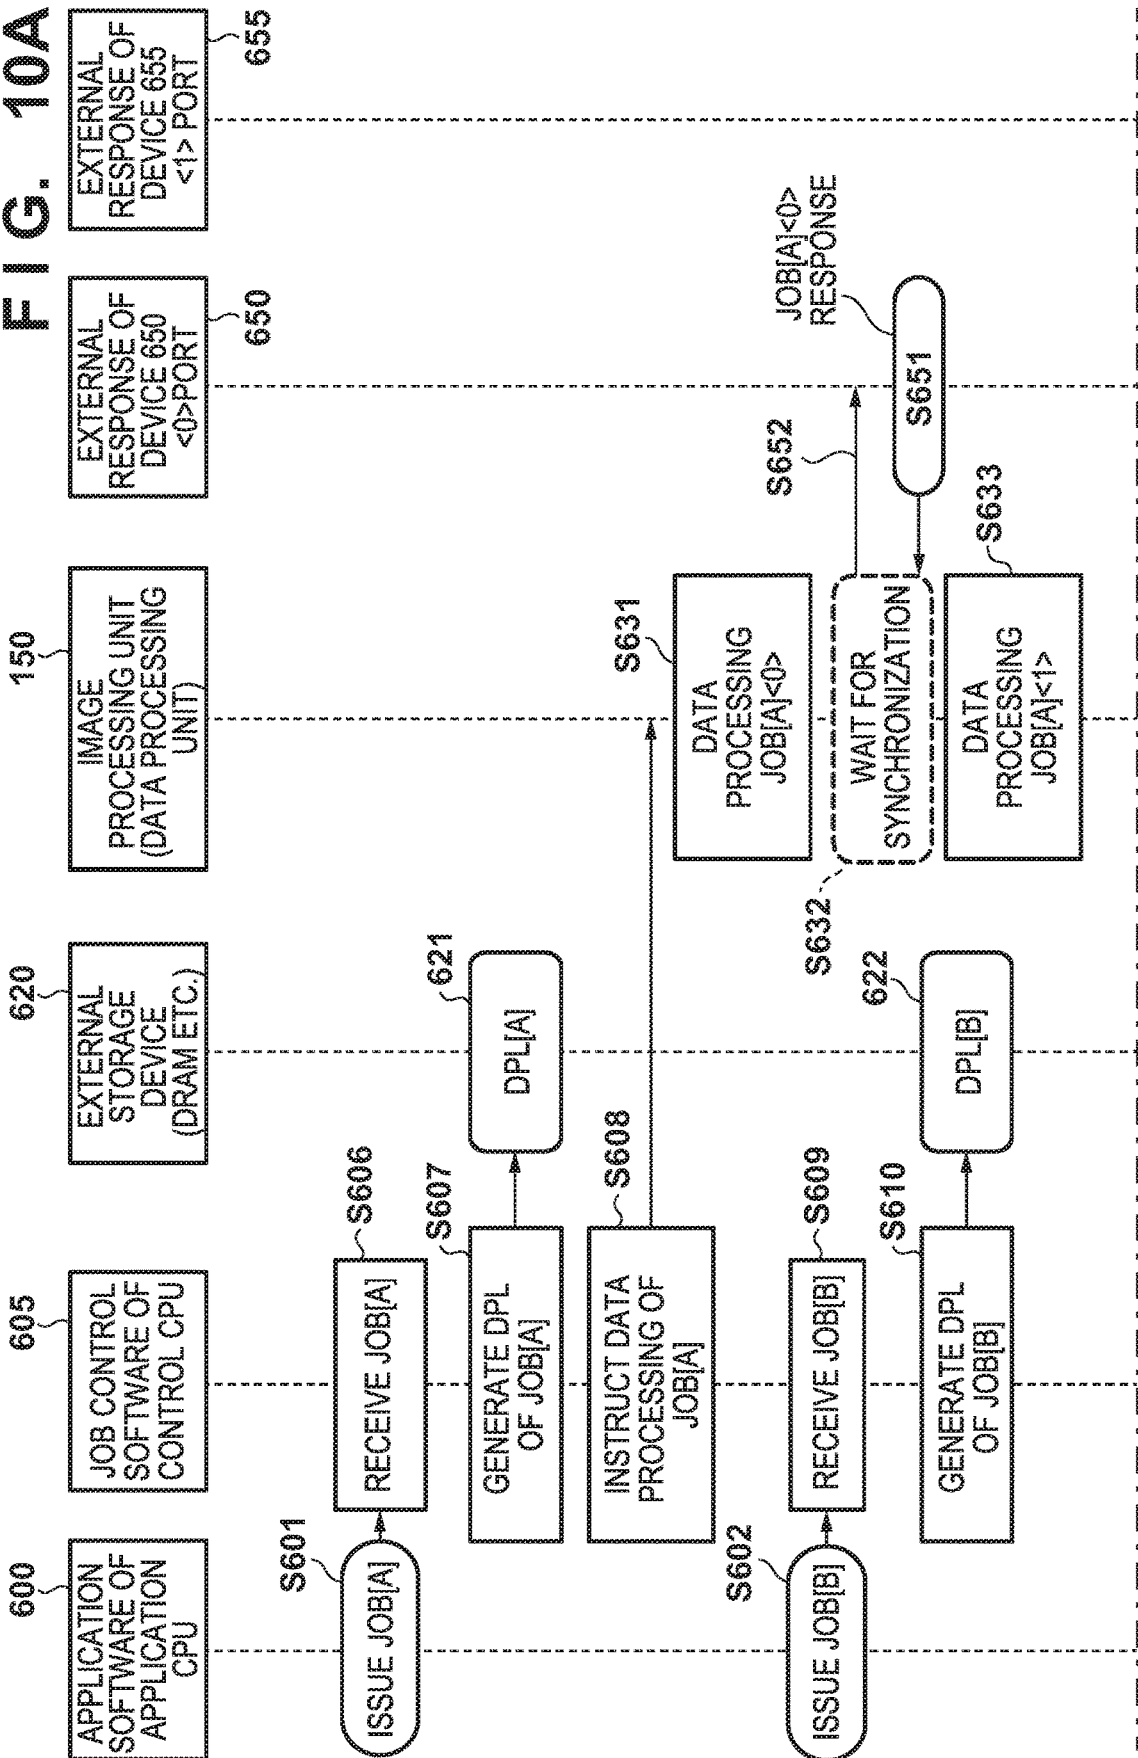 FIG. 10A
600
APPLICATION
SOFTWARE OF
APPLICATION
CPU
605
JOB CONTROL
SOFTWARE OF
CONTROL CPU
620
EXTERNAL
STORAGE
DEVICE
(DRAM ETC.)
150
IMAGE
PROCESSING UNIT
(DATA PROCESSING
UNIT)
EXTERNAL
RESPONSE OF
DEVICE 650
<0>PORT
650
EXTERNAL
RESPONSE OF
DEVICE 655
<1> PORT
655
S601
ISSUE JOB[A]
S606
RECEIVE JOB[A]
S607
GENERATE DPL
OF JOB[A]
621
DPL[A]
S608
INSTRUCT DATA
PROCESSING OF
JOB[A]
S631
DATA
PROCESSING
JOB[A]<0>
S602
ISSUE JOB[B]
S609
RECEIVE JOB[B]
S632
WAIT FOR
SYNCHRONIZATION
S652
JOB[A]<0>
RESPONSE
S651
S610
GENERATE DPL
OF JOB[B]
622
DPL[B]
S633
DATA
PROCESSING
JOB[A]<1>